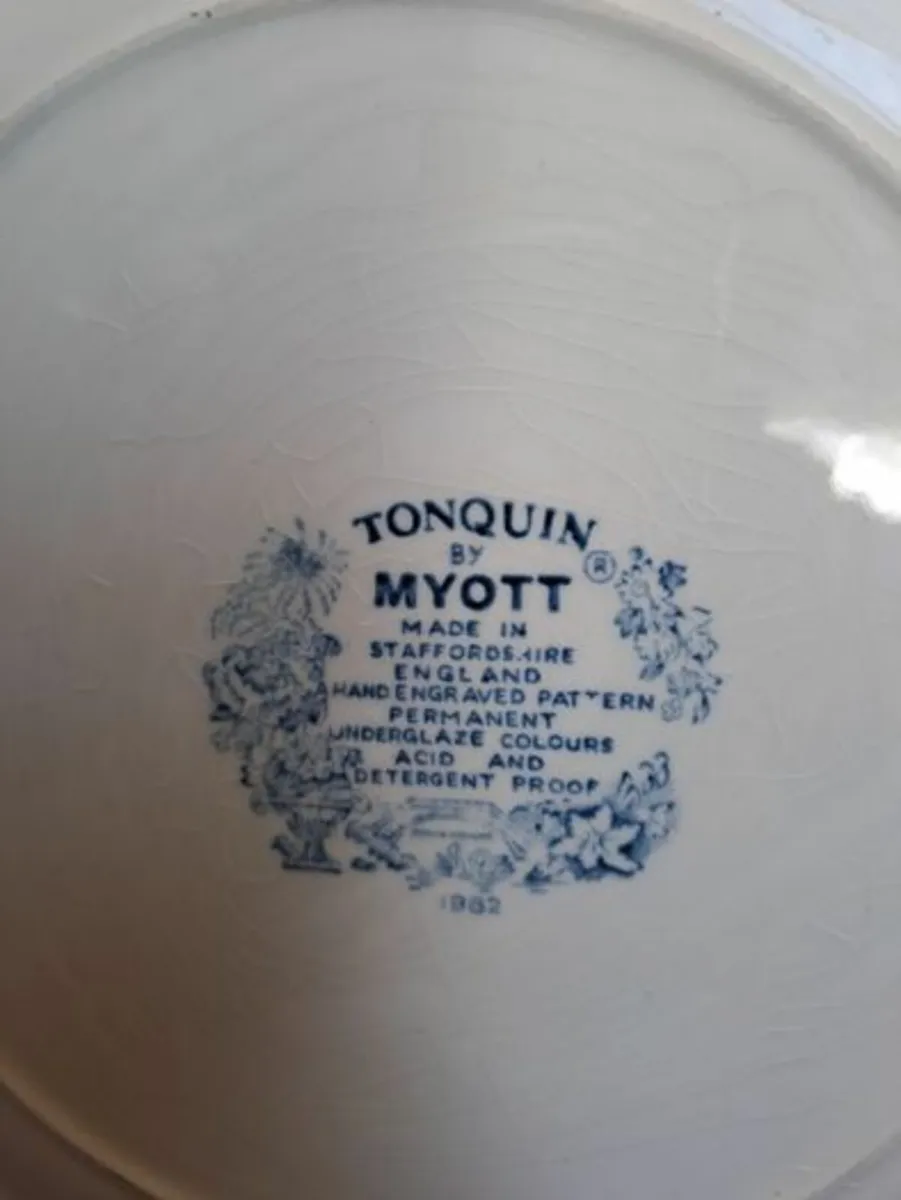 TONQUIN
BY
MYOTT ®
MADE IN
STAFFORDSHIRE
ENGLAND
HAND ENGRAVED PATTERN
PERMANENT
UNDERGLAZE COLOURS
ACID AND
DETERGENT PROOF
1982